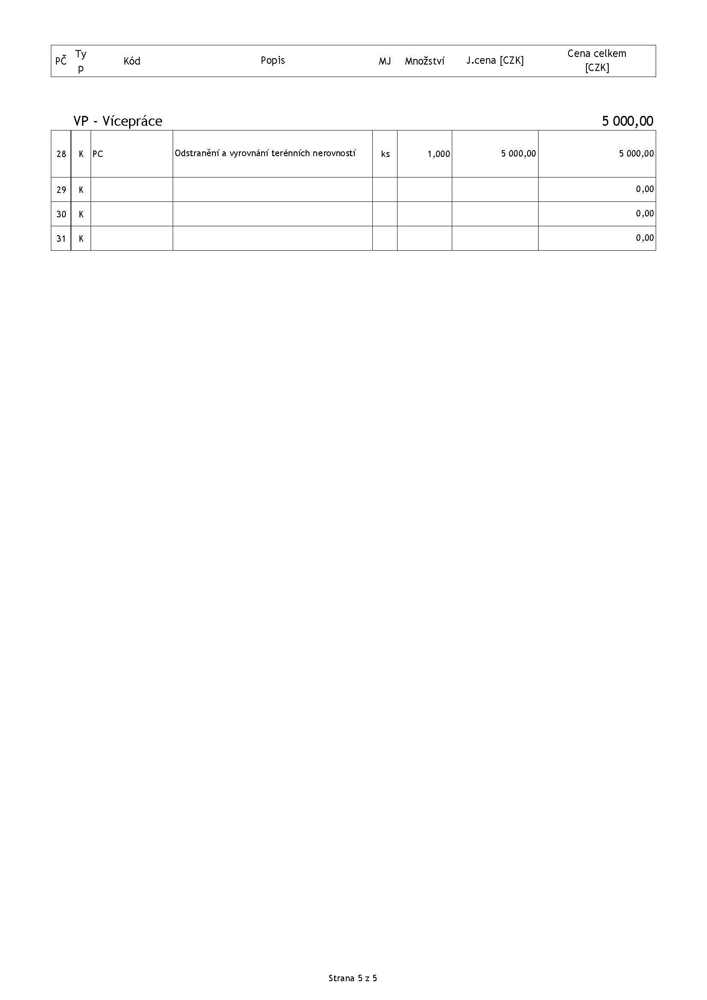 PČ Typ Kód Popis MJ Množství J.cena [CZK] Cena celkem [CZK]
VP - Vícepráce 5 000,00
28 K PC Odstranění a vyrovnání terénních nerovností ks 1,000 5 000,00 5 000,00
29 K 0,00
30 K 0,00
31 K 0,00
Strana 5 z 5